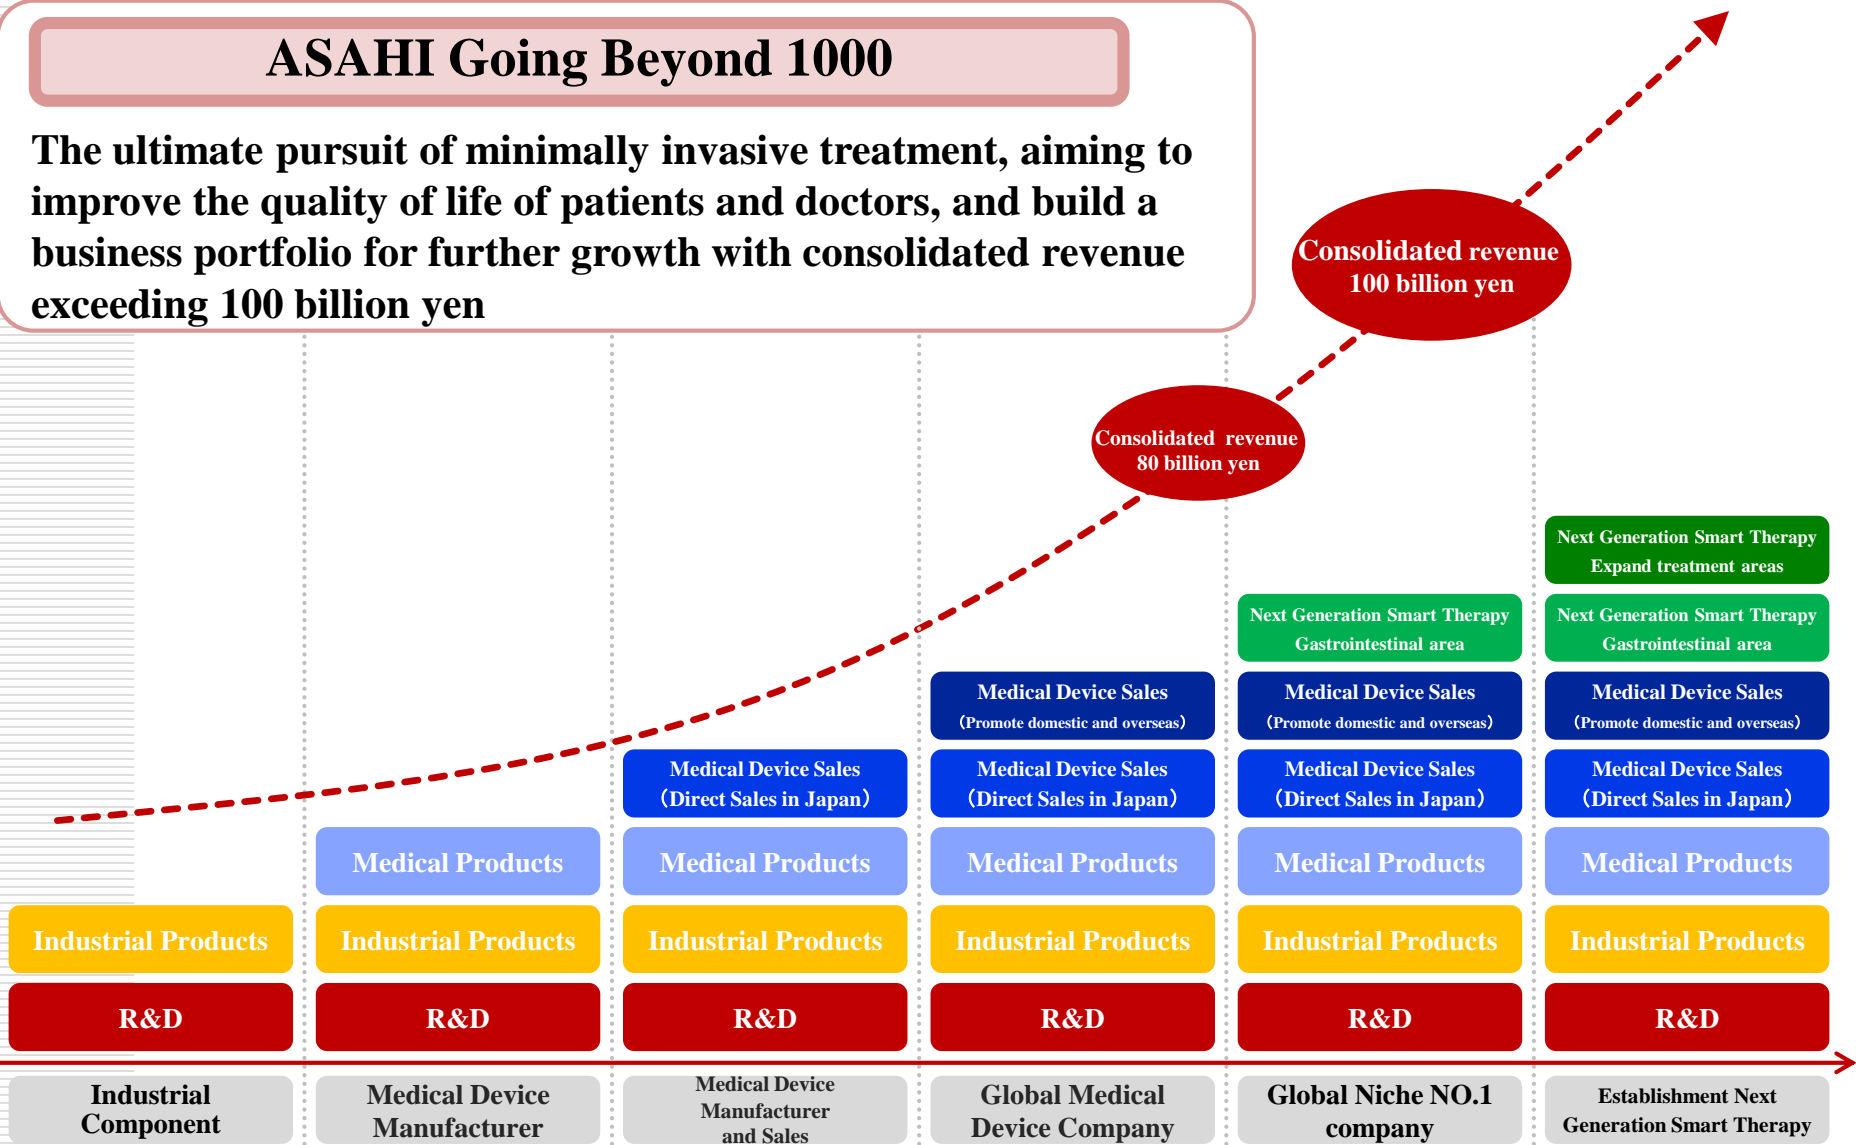 ASAHI Going Beyond 1000
The ultimate pursuit of minimally invasive treatment, aiming to
improve the quality of life of patients and doctors, and build a
business portfolio for further growth with consolidated revenue
exceeding 100 billion yen
Consolidated revenue
100 billion yen
Consolidated revenue
80 billion yen
Next Generation Smart Therapy
Expand treatment areas
Next Generation Smart Therapy
Gastrointestinal area
Next Generation Smart Therapy
Gastrointestinal area
Medical Device Sales
（Promote domestic and overseas）
Medical Device Sales
（Promote domestic and overseas）
Medical Device Sales
（Promote domestic and overseas）
Medical Device Sales
（Direct Sales in Japan）
Medical Device Sales
（Direct Sales in Japan）
Medical Device Sales
（Direct Sales in Japan）
Medical Device Sales
（Direct Sales in Japan）
Medical Products
Medical Products
Medical Products
Medical Products
Medical Products
Industrial Products
Industrial Products
Industrial Products
Industrial Products
Industrial Products
Industrial Products
R&D
R&D
R&D
R&D
R&D
R&D
Industrial
Component
Medical Device
Manufacturer
Medical Device
Manufacturer
and Sales
Global Medical
Device Company
Global Niche NO.1
company
Establishment Next
Generation Smart Therapy